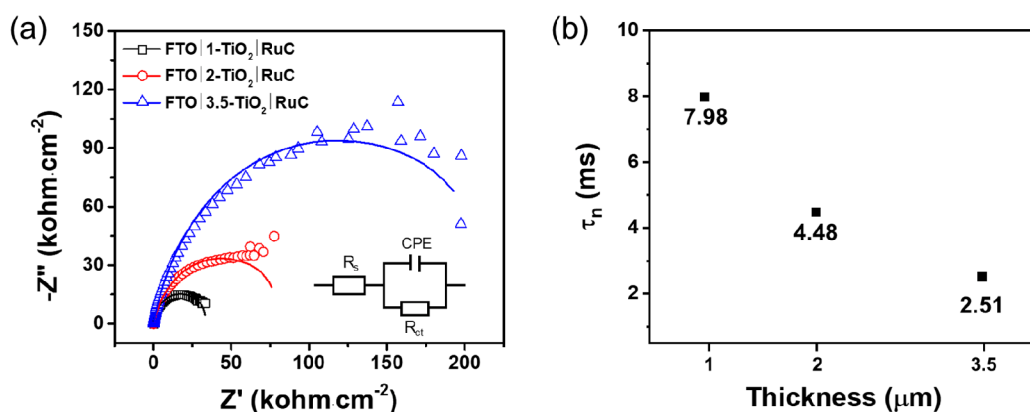 (a)
150
120
90
60
30
0
-Z'' (kohm.cm⁻²)
FTO|1-TiO₂|RuC
FTO|2-TiO₂|RuC
FTO|3.5-TiO₂|RuC
CPE
Rₛ
R꜀ₜ
0 50 100 150 200
Z' (kohm.cm⁻²)
(b)
10
8
6
4
2
τₙ (ms)
7.98
4.48
2.51
1 2 3.5
Thickness (μm)